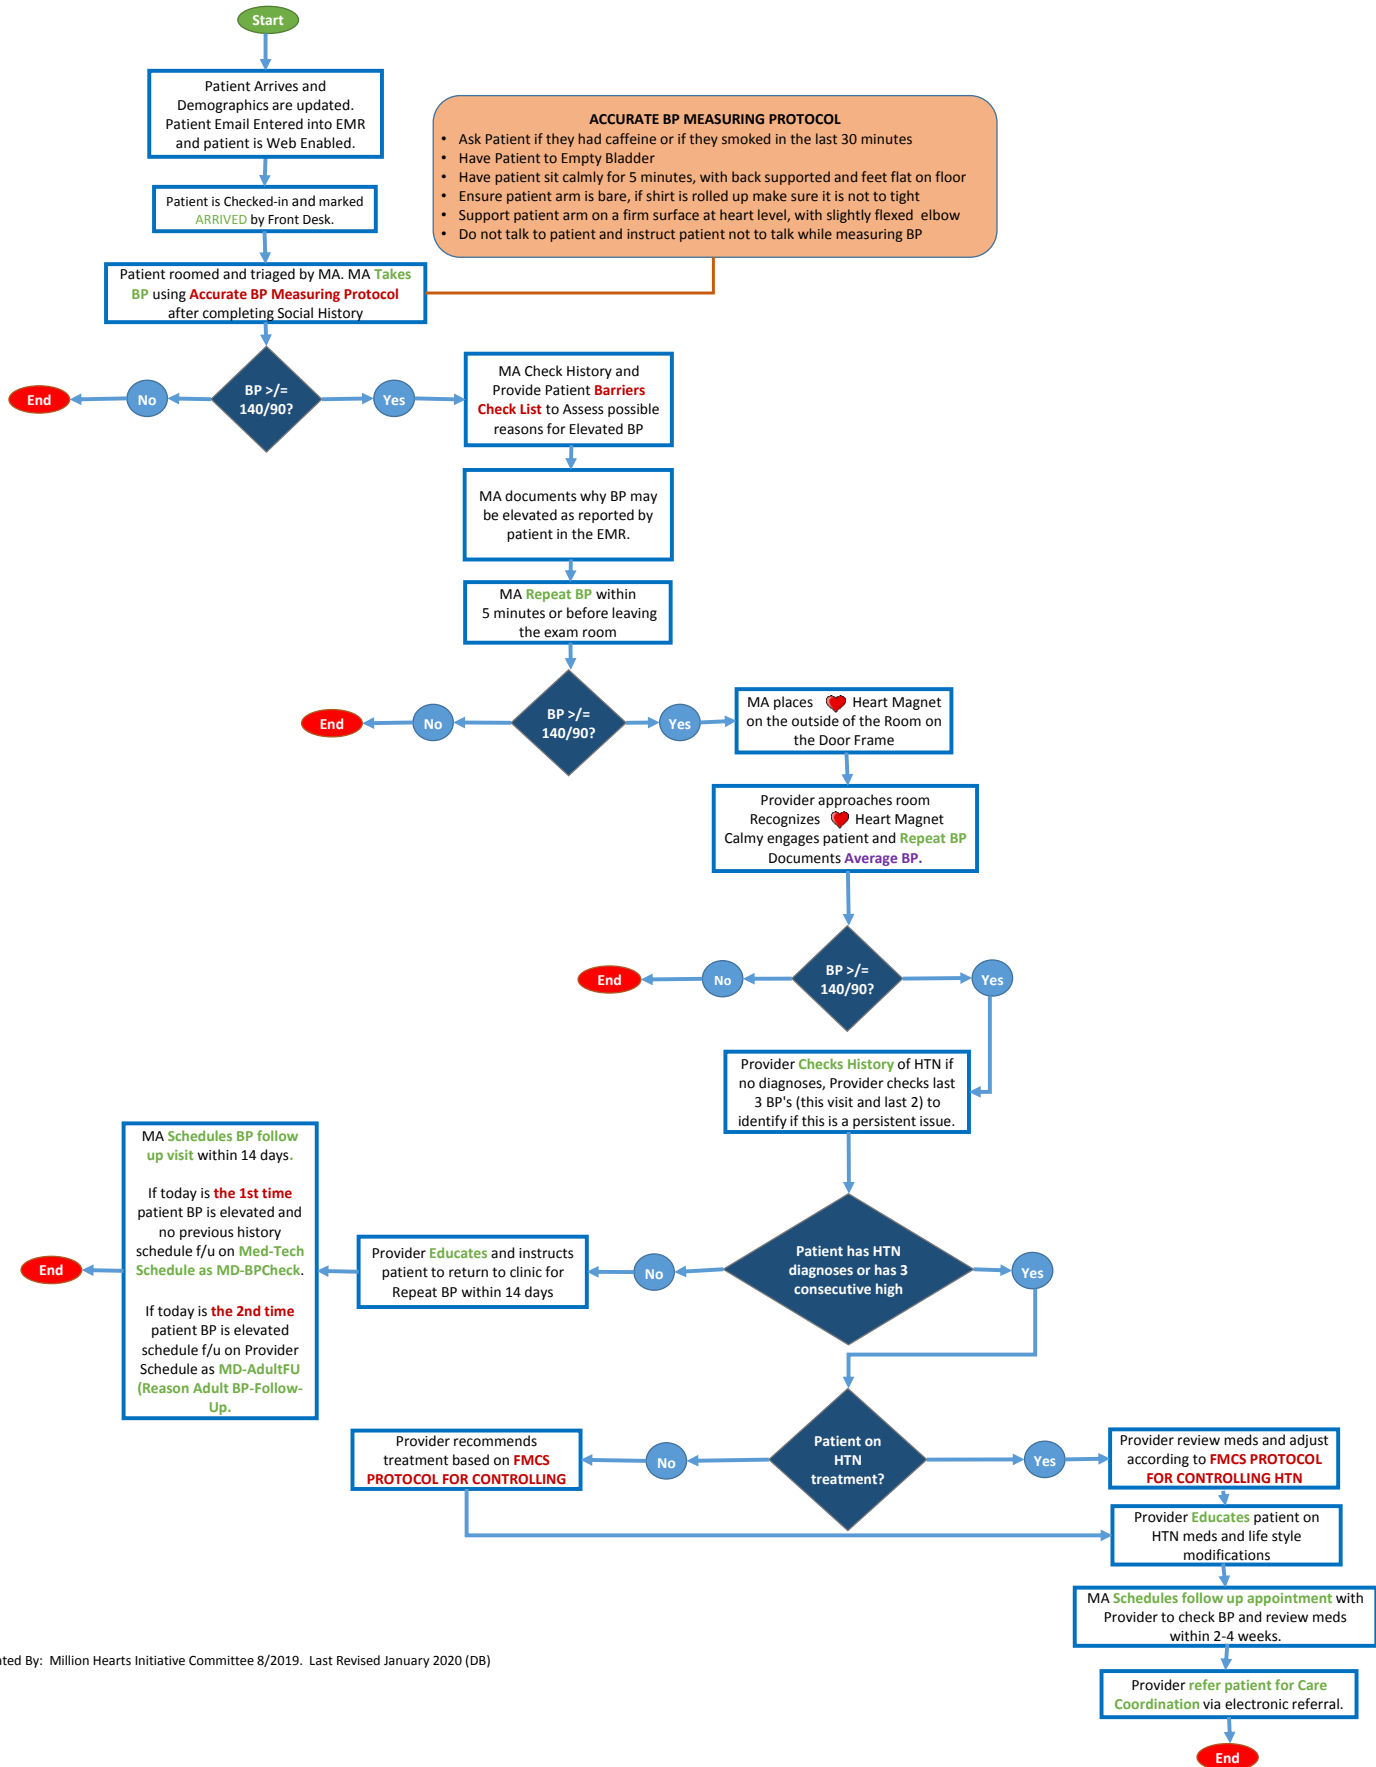 Start
Patient Arrives and
Demographics are updated.
Patient Email Entered into EMR
and patient is Web Enabled.
ACCURATE BP MEASURING PROTOCOL
• Ask Patient if they had caffeine or if they smoked in the last 30 minutes
• Have Patient to Empty Bladder
• Have patient sit calmly for 5 minutes, with back supported and feet flat on floor
• Ensure patient arm is bare, if shirt is rolled up make sure it is not to tight
• Support patient arm on a firm surface at heart level, with slightly flexed elbow
• Do not talk to patient and instruct patient not to talk while measuring BP
Patient is Checked-in and marked
ARRIVED by Front Desk.
Patient roomed and triaged by MA. MA Takes
BP using Accurate BP Measuring Protocol
after completing Social History
BP >/=
140/90?
No
End
Yes
MA Check History and
Provide Patient Barriers
Check List to Assess possible
reasons for Elevated BP
MA documents why BP may
be elevated as reported by
patient in the EMR.
MA Repeat BP within
5 minutes or before leaving
the exam room
BP >/=
140/90?
No
End
Yes
MA places Heart Magnet
on the outside of the Room on
the Door Frame
Provider approaches room
Recognizes Heart Magnet
Calmy engages patient and Repeat BP
Documents Average BP.
BP >/=
140/90?
No
End
Yes
Provider Checks History of HTN if
no diagnoses, Provider checks last
3 BP's (this visit and last 2) to
identify if this is a persistent issue.
Patient has HTN
diagnoses or has 3
consecutive high
No
Yes
Provider Educates and instructs
patient to return to clinic for
Repeat BP within 14 days
MA Schedules BP follow
up visit within 14 days.
If today is the 1st time
patient BP is elevated and
no previous history
schedule f/u on Med-Tech
Schedule as MD-BPCheck.
If today is the 2nd time
patient BP is elevated
schedule f/u on Provider
Schedule as MD-AdultFU
(Reason Adult BP-Follow-
Up.
End
Patient on
HTN
treatment?
No
Yes
Provider recommends
treatment based on FMCS
PROTOCOL FOR CONTROLLING
Provider review meds and adjust
according to FMCS PROTOCOL
FOR CONTROLLING HTN
Provider Educates patient on
HTN meds and life style
modifications
MA Schedules follow up appointment with
Provider to check BP and review meds
within 2-4 weeks.
Provider refer patient for Care
Coordination via electronic referral.
End
By: Million Hearts Initiative Committee 8/2019. Last Revised January 2020 (DB)